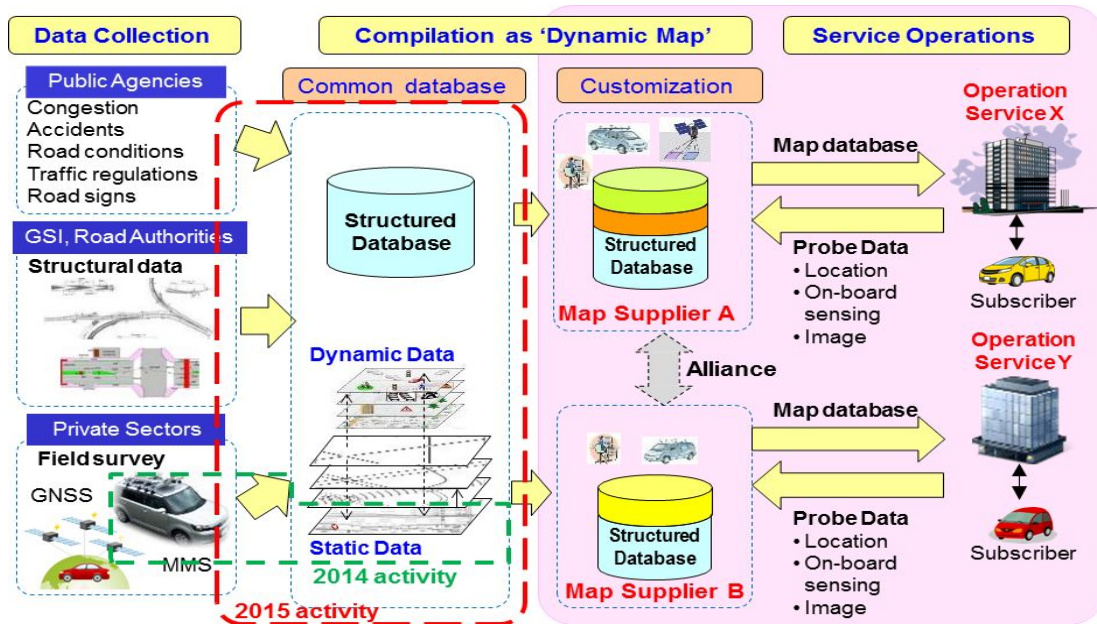 Data Collection
Compilation as ‘Dynamic Map’
Service Operations
Public Agencies
Congestion
Accidents
Road conditions
Traffic regulations
Road signs
GSI, Road Authorities
Structural data
Private Sectors
Field survey
GNSS
MMS
Common database
Structured
Database
Dynamic Data
Static Data
2014 activity
2015 activity
Customization
Structured
Database
Map Supplier A
Alliance
Structured
Database
Map Supplier B
Map database
Probe Data
• Location
• On-board
sensing
• Image
Operation
Service X
Subscriber
Map database
Probe Data
• Location
• On-board
sensing
• Image
Operation
Service Y
Subscriber